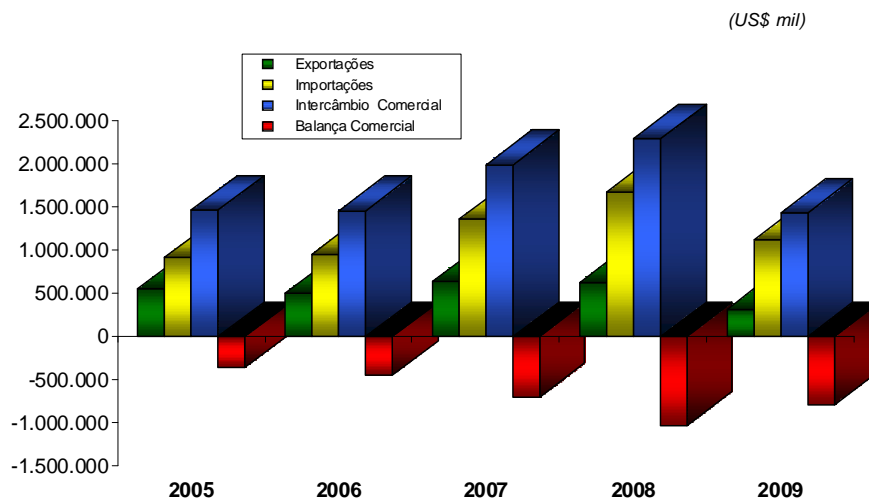 (US$ mil)
Exportações
Importações
Intercâmbio Comercial
Balança Comercial
2.500.000
2.000.000
1.500.000
1.000.000
500.000
0
-500.000
-1.000.000
-1.500.000
2005 2006 2007 2008 2009